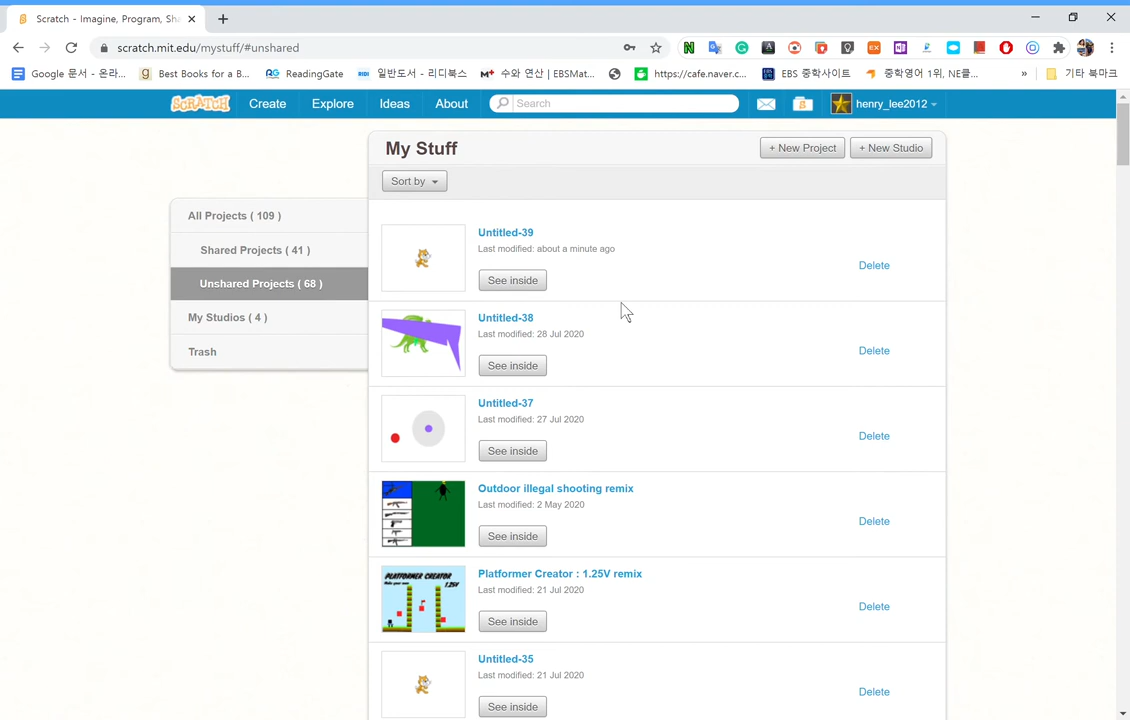 Scratch - Imagine, Program, Sha
scratch.mit.edu/mystuff/#unshared
Google 문서 - 온라... Best Books for a B... ReadingGate 일반도서 - 리디북스 수와 연산 | EBSMat... https://cafe.naver.c... EBS 중학사이트 중학영어 1위, NE클... » 기타 북마크
SCRATCH Create Explore Ideas About Search henry_lee2012
My Stuff + New Project + New Studio
Sort by
All Projects ( 109 )
Shared Projects ( 41 )
Unshared Projects ( 68 )
My Studios ( 4 )
Trash
Untitled-39
Last modified: about a minute ago
Delete
See inside
Untitled-38
Last modified: 28 Jul 2020
Delete
See inside
Untitled-37
Last modified: 27 Jul 2020
Delete
See inside
Outdoor illegal shooting remix
Last modified: 2 May 2020
Delete
See inside
PLATFORMER CREATOR
1.25V
Platformer Creator : 1.25V remix
Last modified: 21 Jul 2020
Delete
See inside
Untitled-35
Last modified: 21 Jul 2020
Delete
See inside